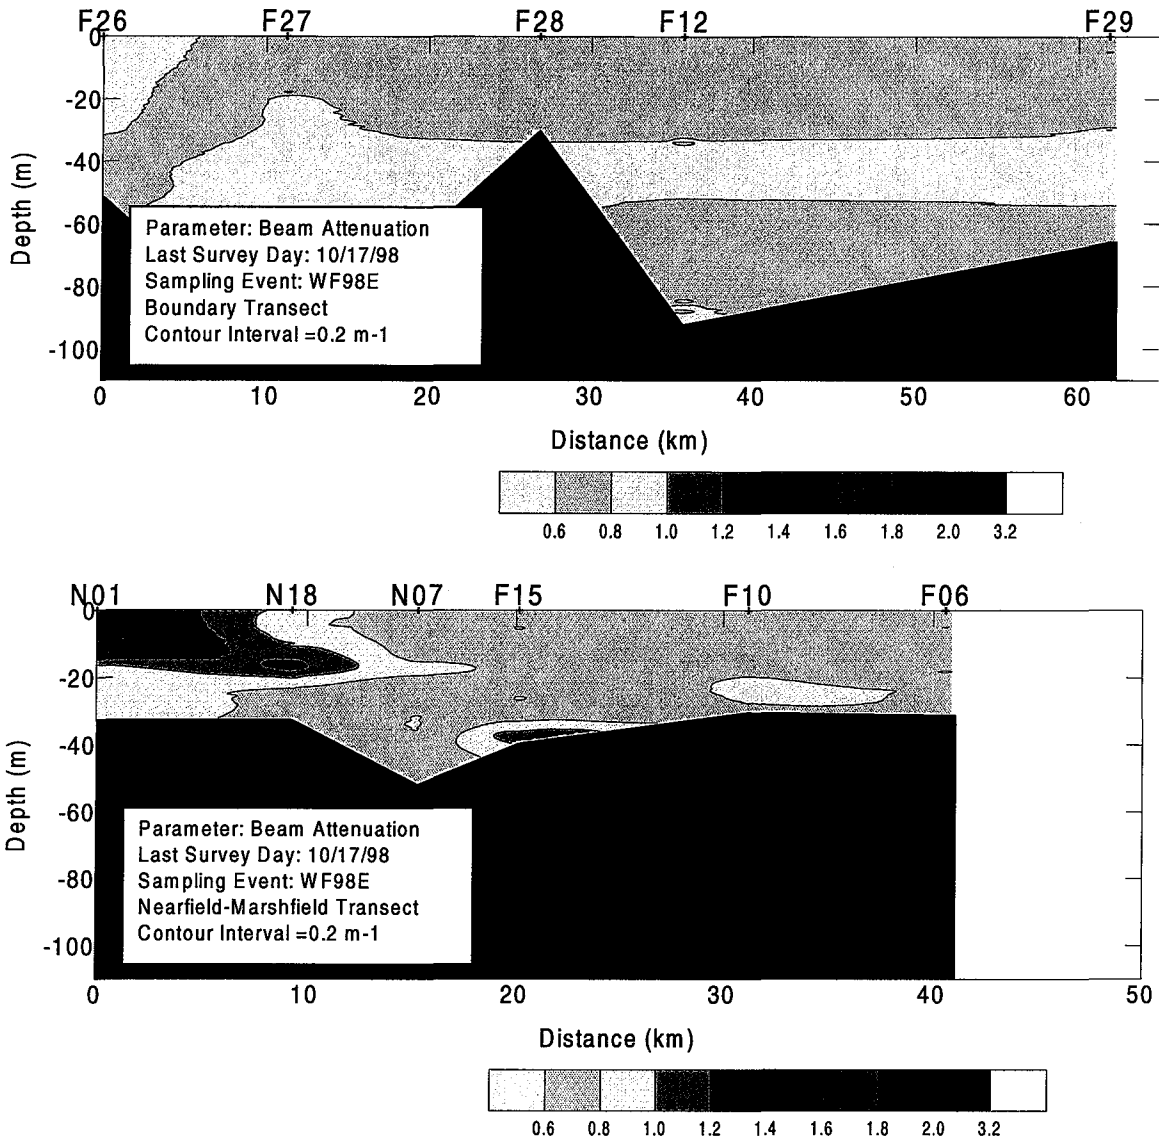 F26 F27 F28 F12 F29
0
-20
-40
-60
-80
-100
Depth (m)
Parameter: Beam Attenuation
Last Survey Day: 10/17/98
Sampling Event: WF98E
Boundary Transect
Contour Interval =0.2 m-1
0 10 20 30 40 50 60
Distance (km)
0.6 0.8 1.0 1.2 1.4 1.6 1.8 2.0 3.2
N01 N18 N07 F15 F10 F06
0
-20
-40
-60
-80
-100
Depth (m)
Parameter: Beam Attenuation
Last Survey Day: 10/17/98
Sampling Event: WF98E
Nearfield-Marshfield Transect
Contour Interval =0.2 m-1
0 10 20 30 40 50
Distance (km)
0.6 0.8 1.0 1.2 1.4 1.6 1.8 2.0 3.2